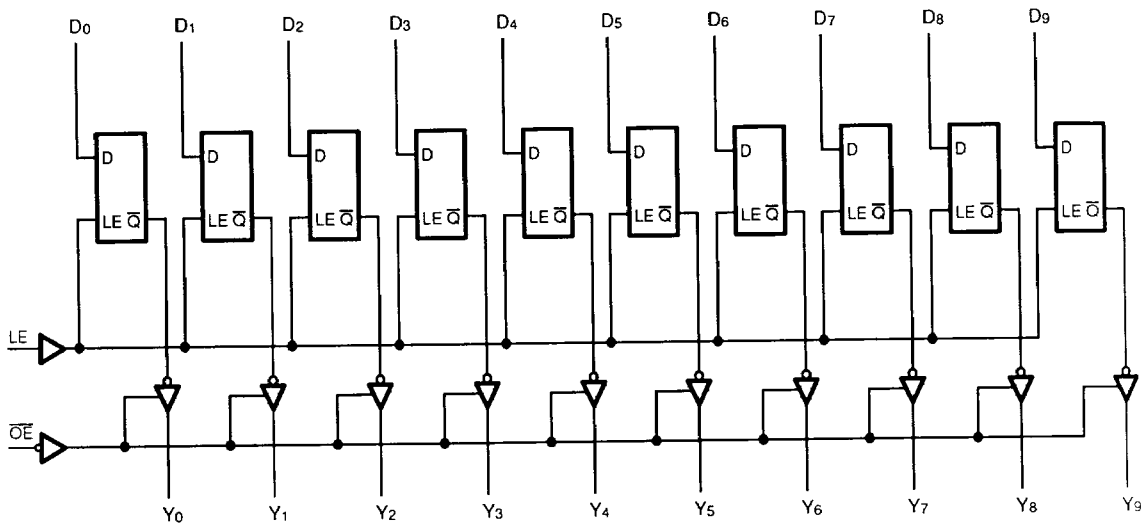 D0 D1 D2 D3 D4 D5 D6 D7 D8 D9
D D D D D D D D D D
LE Q̅ LE Q̅ LE Q̅ LE Q̅ LE Q̅ LE Q̅ LE Q̅ LE Q̅ LE Q̅ LE Q̅
LE
O̅E̅
Y0 Y1 Y2 Y3 Y4 Y5 Y6 Y7 Y8 Y9